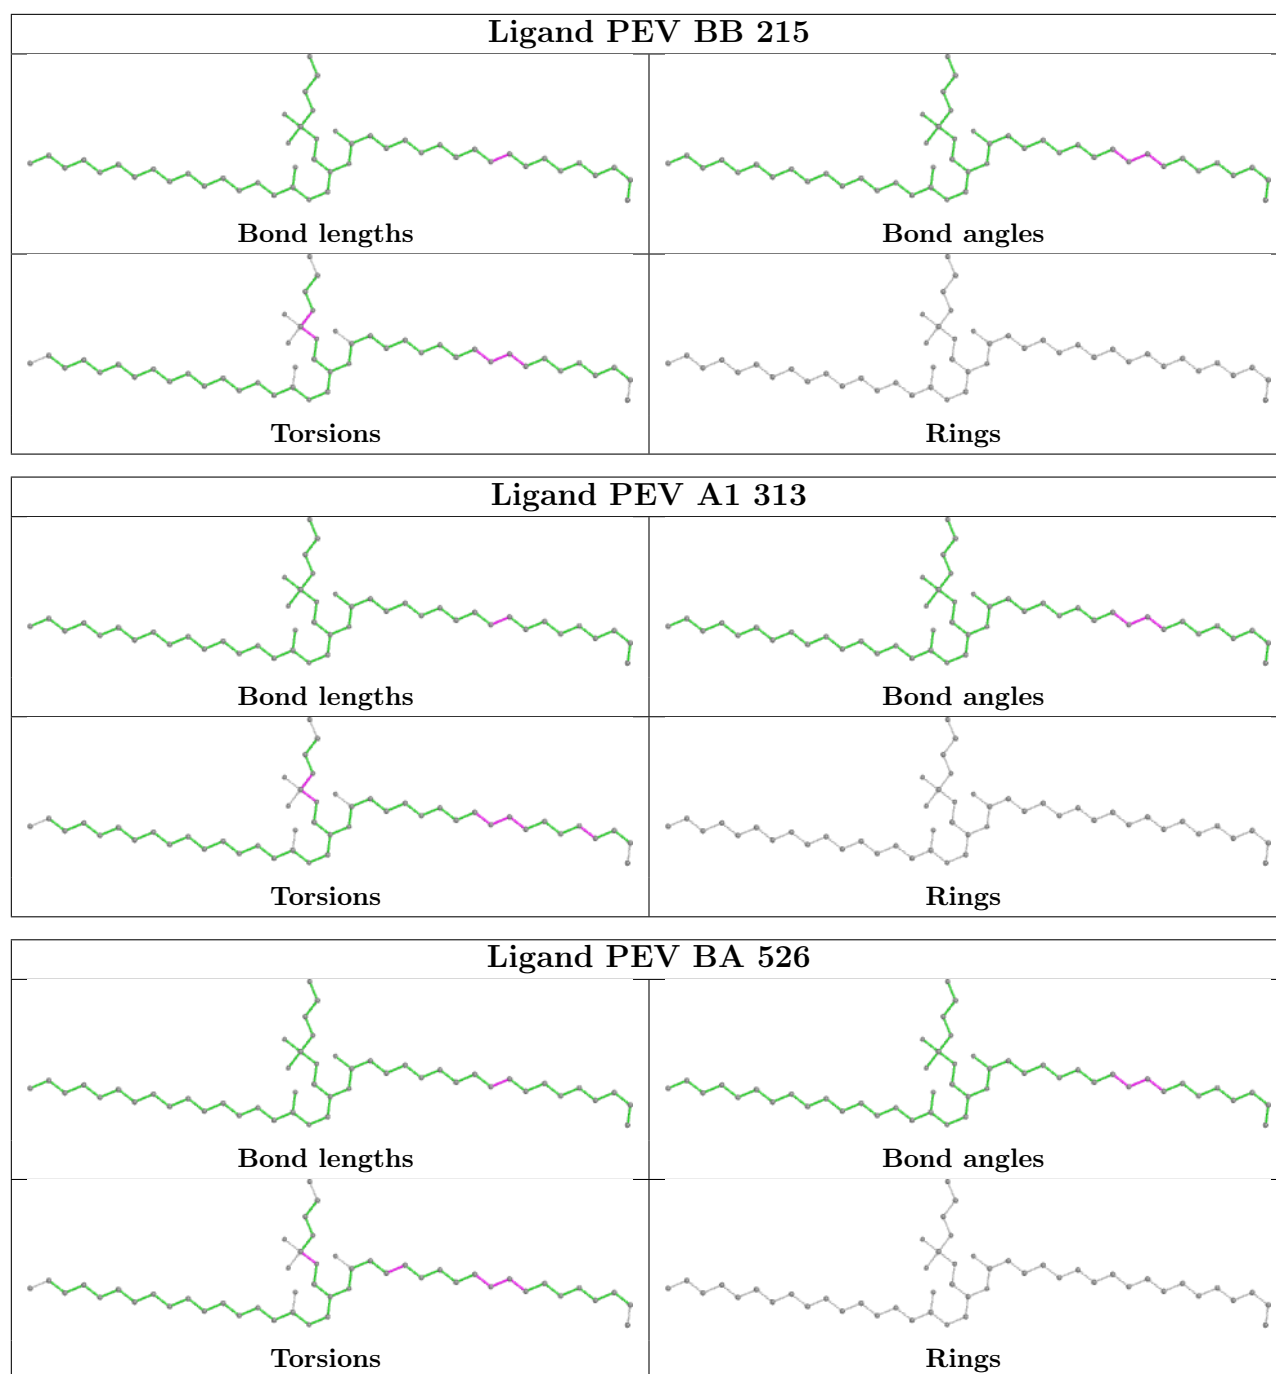 Ligand PEV BB 215
Bond lengths
Bond angles
Torsions
Rings
Ligand PEV A1 313
Bond lengths
Bond angles
Torsions
Rings
Ligand PEV BA 526
Bond lengths
Bond angles
Torsions
Rings